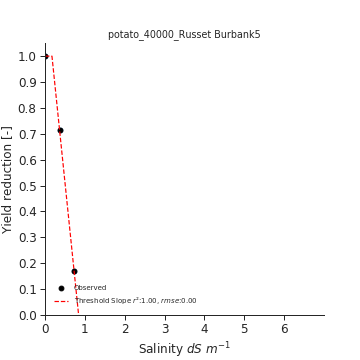 potato_40000_Russet Burbank5
Yield reduction [-]
1.0
0.9
0.8
0.7
0.6
0.5
0.4
0.3
0.2
0.1
0.0
Observed
Threshold Slope r²:1.00, rmse:0.00
0 1 2 3 4 5 6
Salinity dS m⁻¹